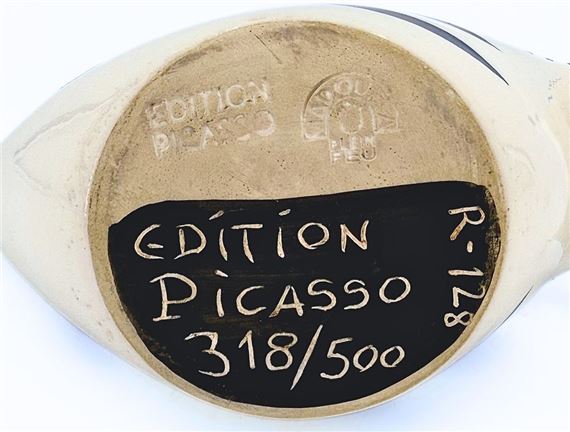 EDITION
PICASSO
MADOURA
PLEIN
FEU
EDITION
PICASSO
318/500
R-128